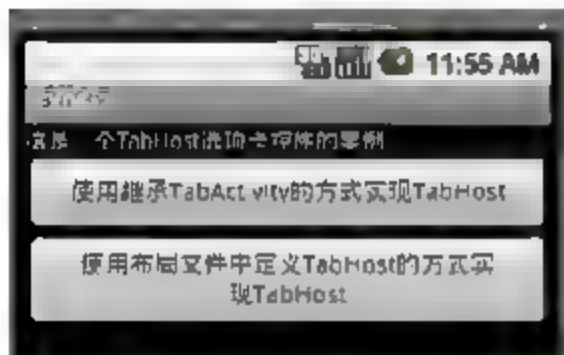 11:55 AM
这是一个TabHost选项卡控件的案例
使用继承TabActivity的方式实现TabHost
使用布局文件中定义TabHost的方式实
现TabHost